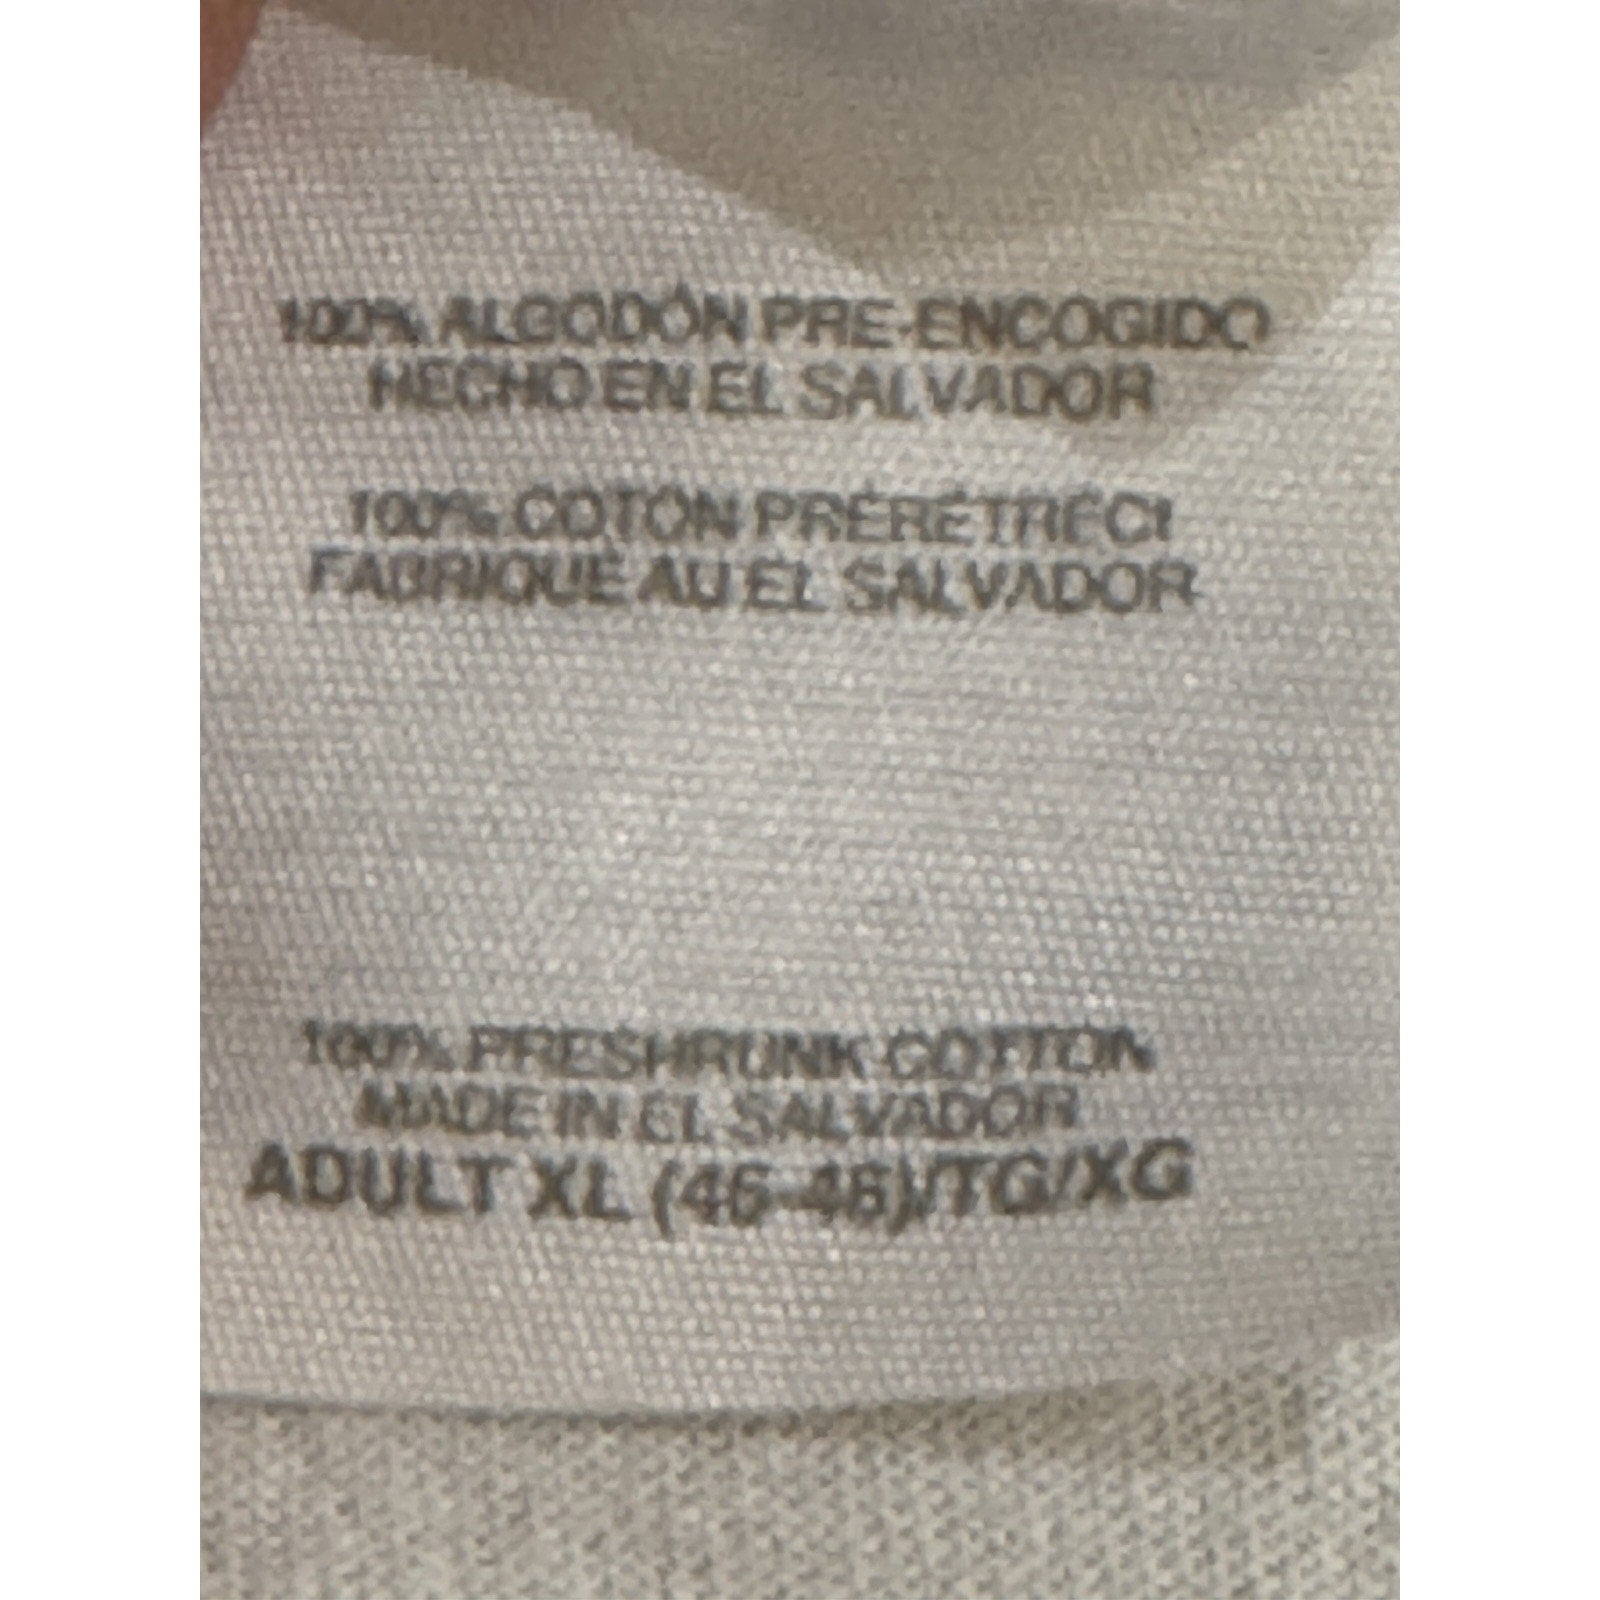 100% ALGODÓN PRE-ENCOGIDO
HECHO EN EL SALVADOR
100% COTON PRÉRÉTRÉCI
FABRIQUÉ AU EL SALVADOR
100% PRESHRUNK COTTON
MADE IN EL SALVADOR
ADULT XL (46-48)/TG/XG